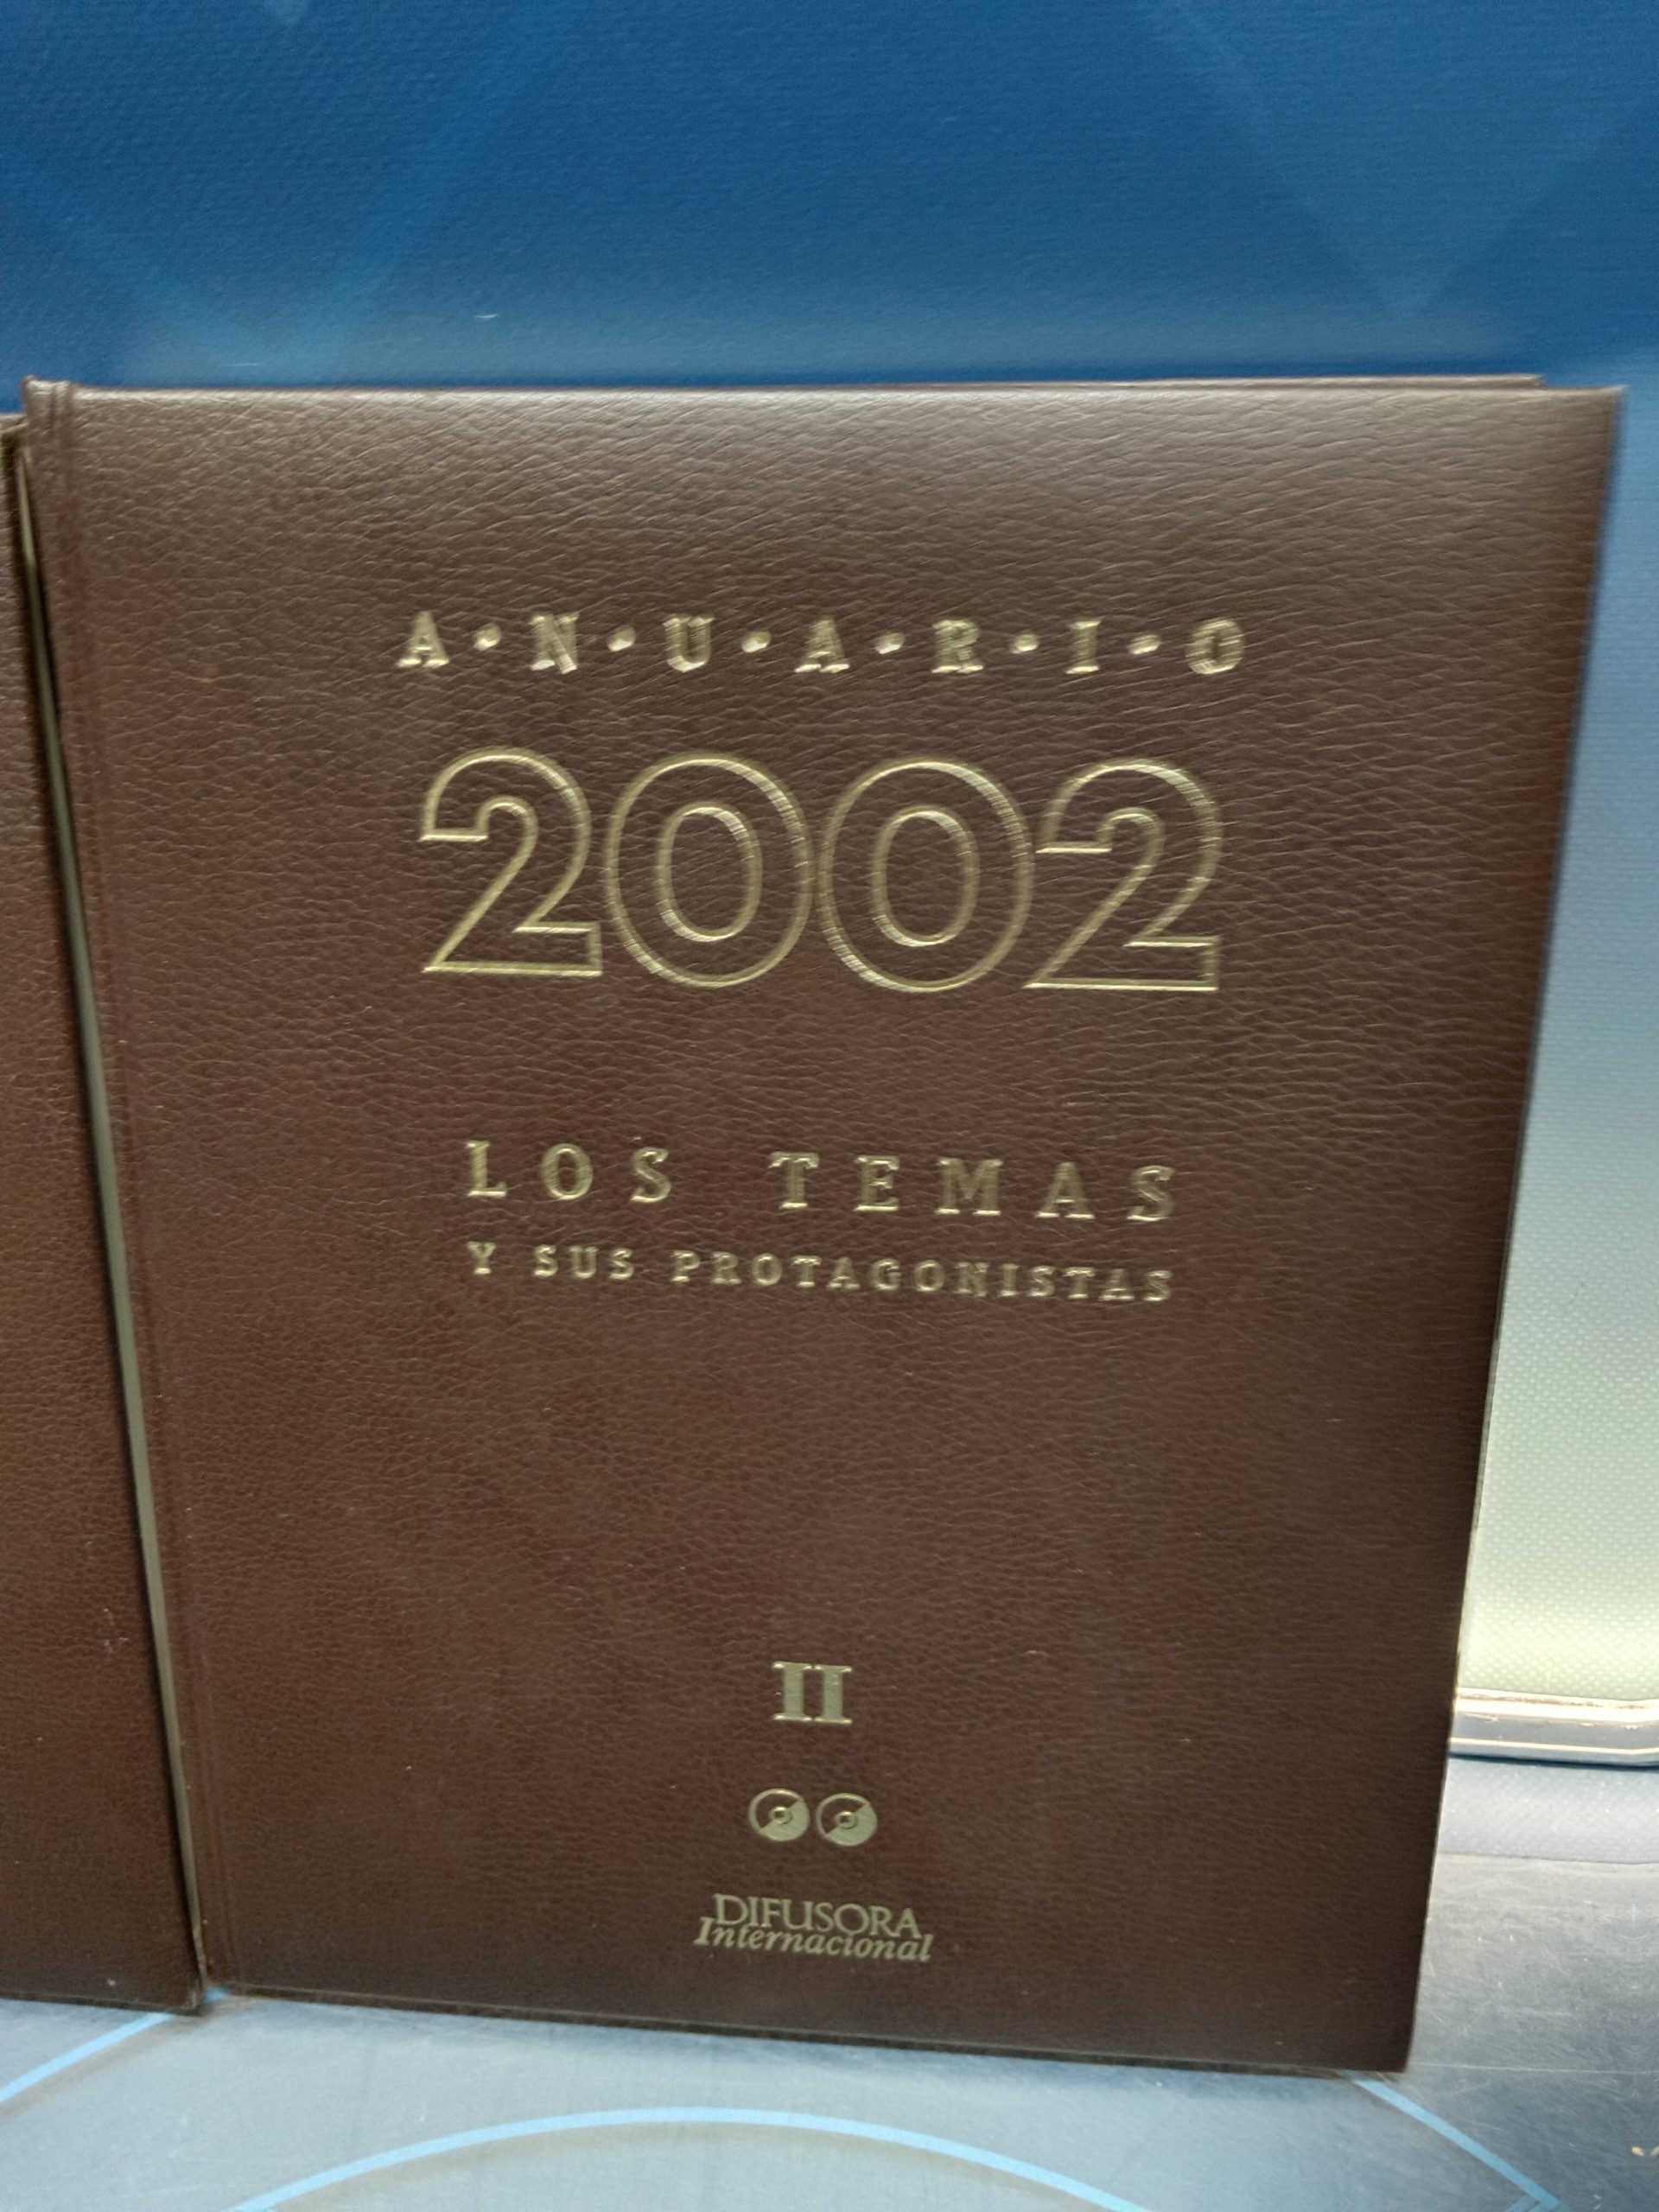 A·N·U·A·R·I·O
2002
LOS TEMAS
Y SUS PROTAGONISTAS
II
DIFUSORA
Internacional